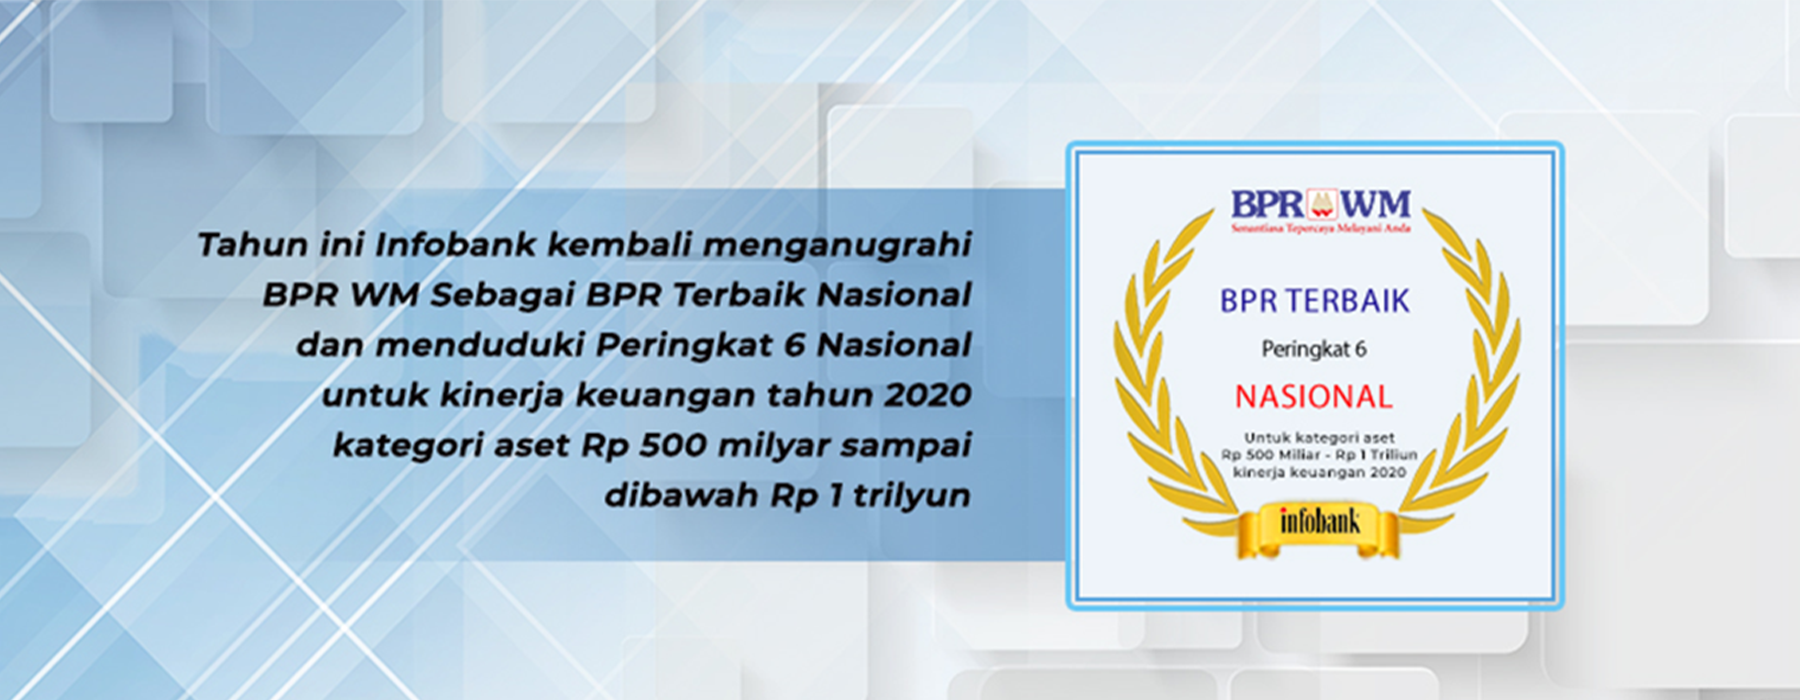 Tahun ini Infobank kembali menganugrahi
BPR WM Sebagai BPR Terbaik Nasional
dan menduduki Peringkat 6 Nasional
untuk kinerja keuangan tahun 2020
kategori aset Rp 500 milyar sampai
dibawah Rp 1 trilyun
BPR WM
Senantiasa Tepercaya Melayani Anda
BPR TERBAIK
Peringkat 6
NASIONAL
Untuk kategori aset
Rp 500 Miliar - Rp 1 Triliun
kinerja keuangan 2020
infobank